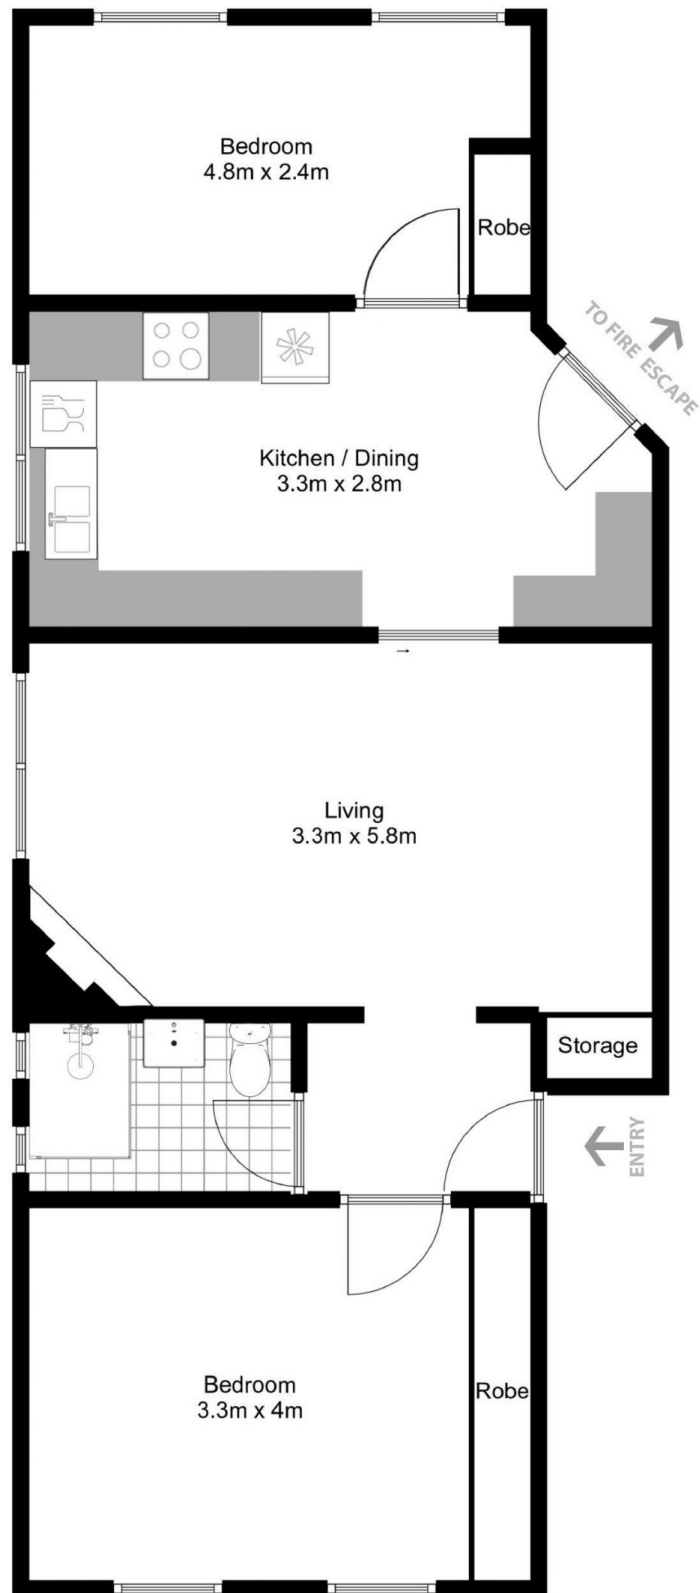 Bedroom
4.8m x 2.4m
Robe
TO FIRE ESCAPE
Kitchen / Dining
3.3m x 2.8m
Living
3.3m x 5.8m
Storage
ENTRY
Bedroom
3.3m x 4m
Robe